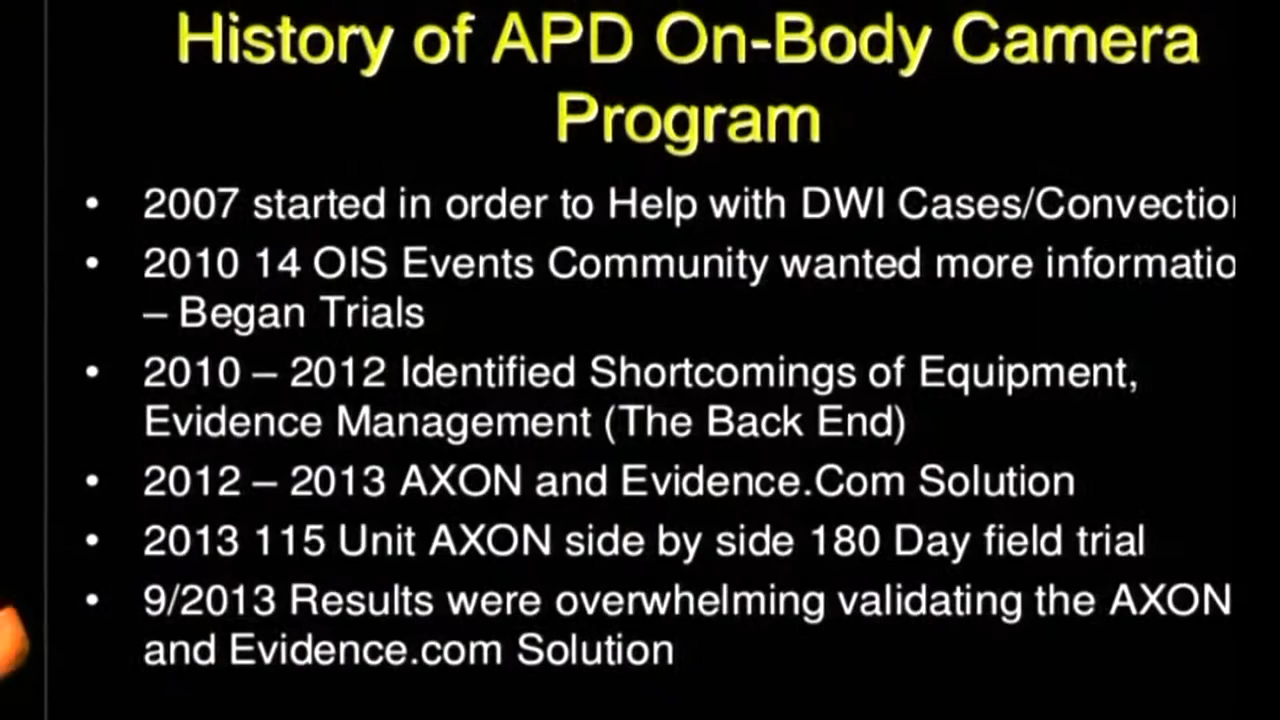 History of APD On-Body Camera
Program
• 2007 started in order to Help with DWI Cases/Convection
• 2010 14 OIS Events Community wanted more informatio
– Began Trials
• 2010 – 2012 Identified Shortcomings of Equipment,
Evidence Management (The Back End)
• 2012 – 2013 AXON and Evidence.Com Solution
• 2013 115 Unit AXON side by side 180 Day field trial
• 9/2013 Results were overwhelming validating the AXON
and Evidence.com Solution